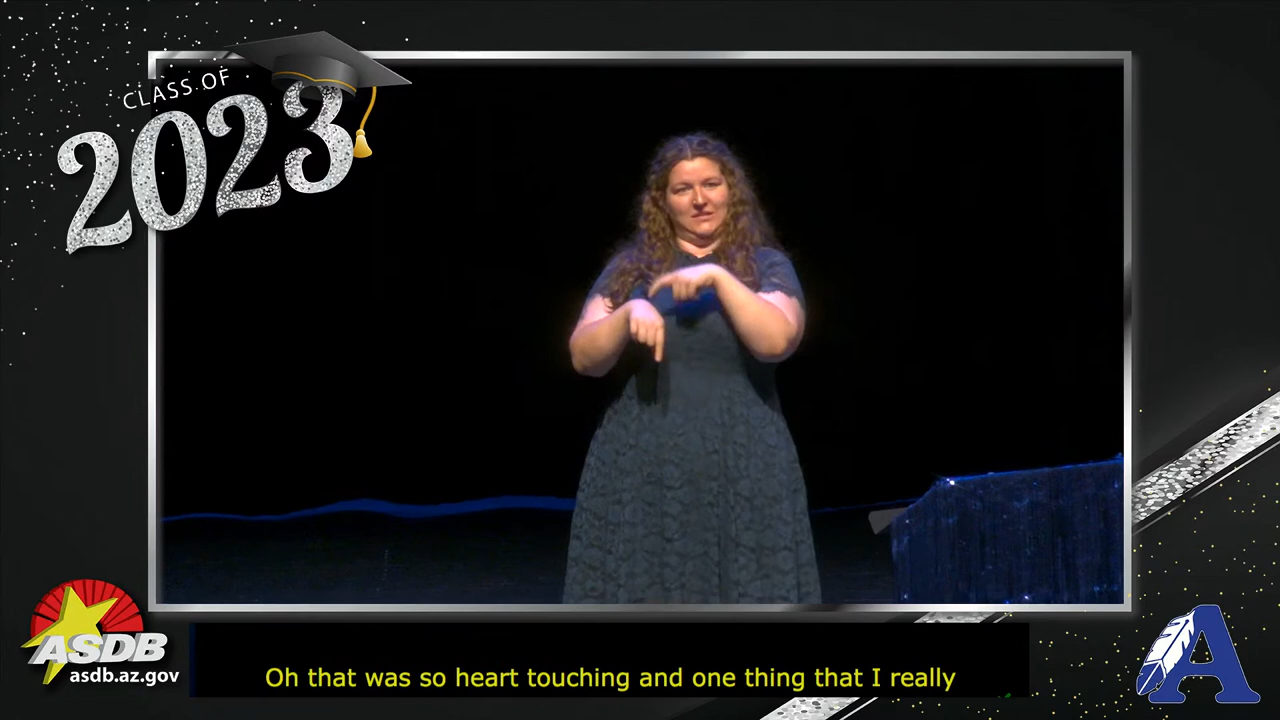 CLASS OF
2023
ASDB
asdb.az.gov
Oh that was so heart touching and one thing that I really
A